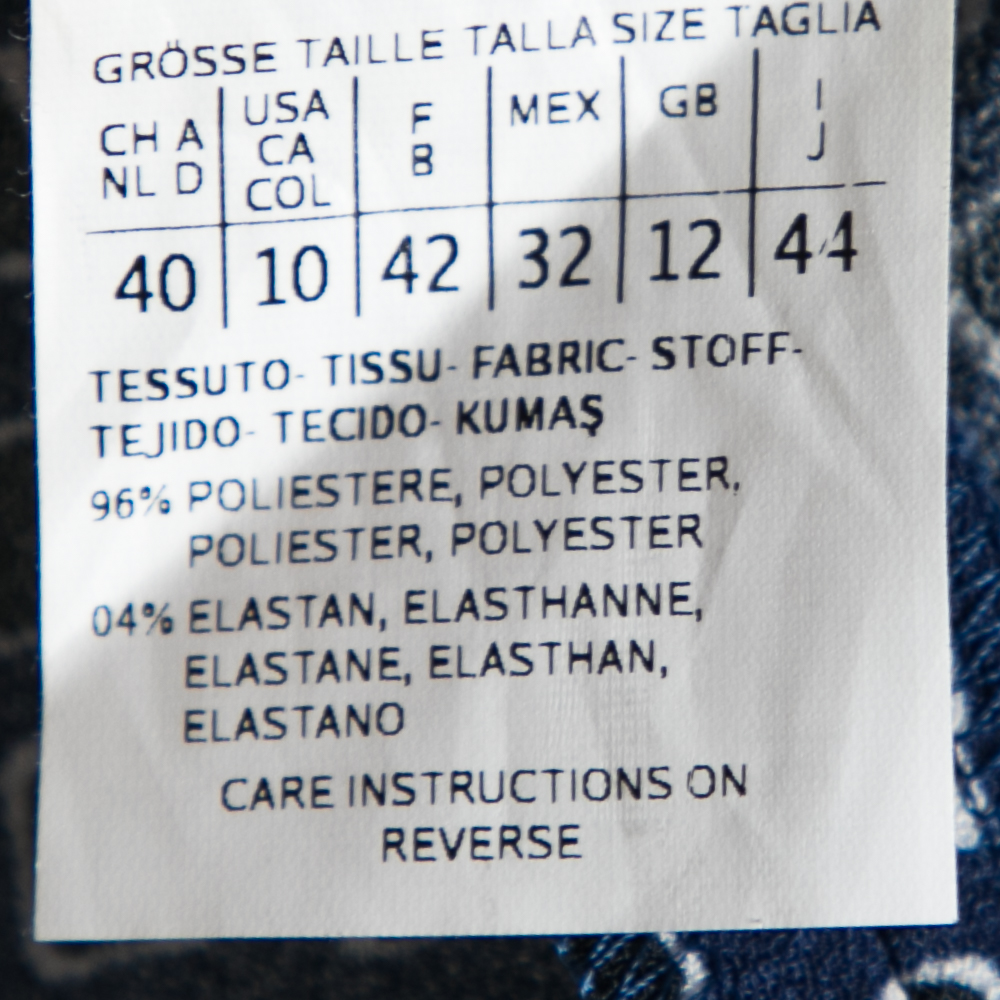 GRÖSSE TAILLE TALLA SIZE TAGLIA
CH A NL D
USA CA COL
F B
MEX
GB
I J
40 10 42 32 12 44
TESSUTO- TISSU- FABRIC- STOFF-
TEJIDO- TECIDO- KUMAŞ
96% POLIESTERE, POLYESTER,
POLIESTER, POLYESTER
04% ELASTAN, ELASTHANNE,
ELASTANE, ELASTHAN,
ELASTANO
CARE INSTRUCTIONS ON
REVERSE